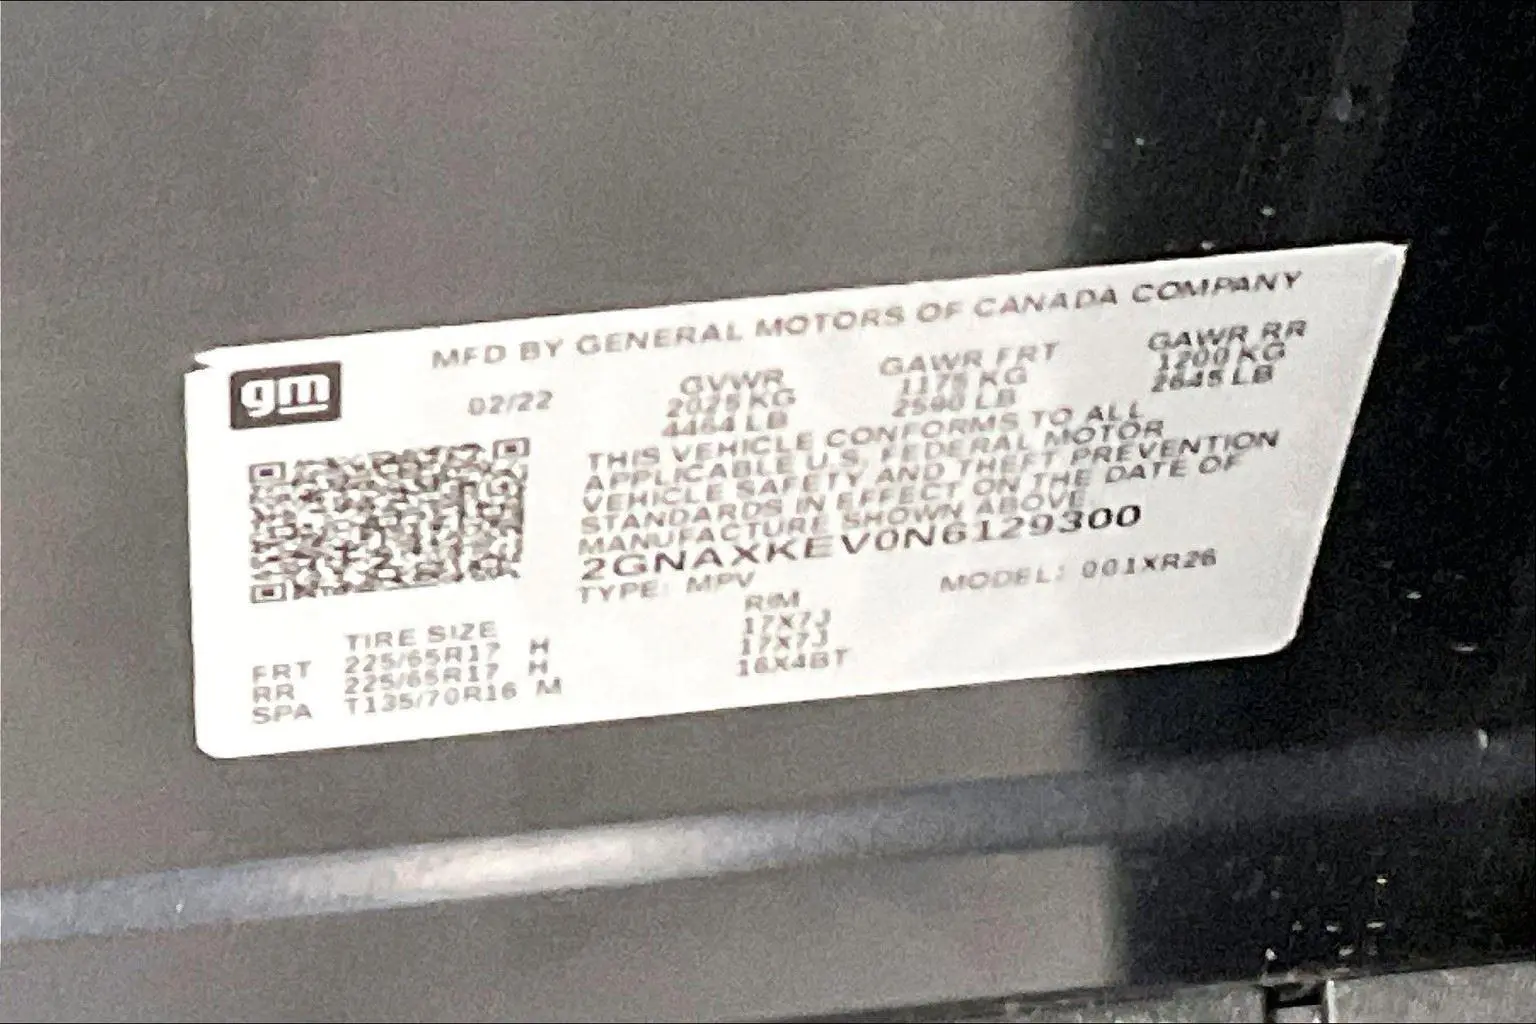 MFD BY GENERAL MOTORS OF CANADA COMPANY
gm
02/22
GVWR
2025 KG
4464 LB
GAWR FRT
1175 KG
2590 LB
GAWR RR
1200 KG
2645 LB
THIS VEHICLE CONFORMS TO ALL
APPLICABLE U.S. FEDERAL MOTOR
VEHICLE SAFETY AND THEFT PREVENTION
STANDARDS IN EFFECT ON THE DATE OF
MANUFACTURE SHOWN ABOVE
2GNAXKEV0N6129300
TYPE: MPV
MODEL: 001XR26
TIRE SIZE RIM
FRT 225/65R17 H 17X7J
RR 225/65R17 H 17X7J
SPA T135/70R16 M 16X4BT